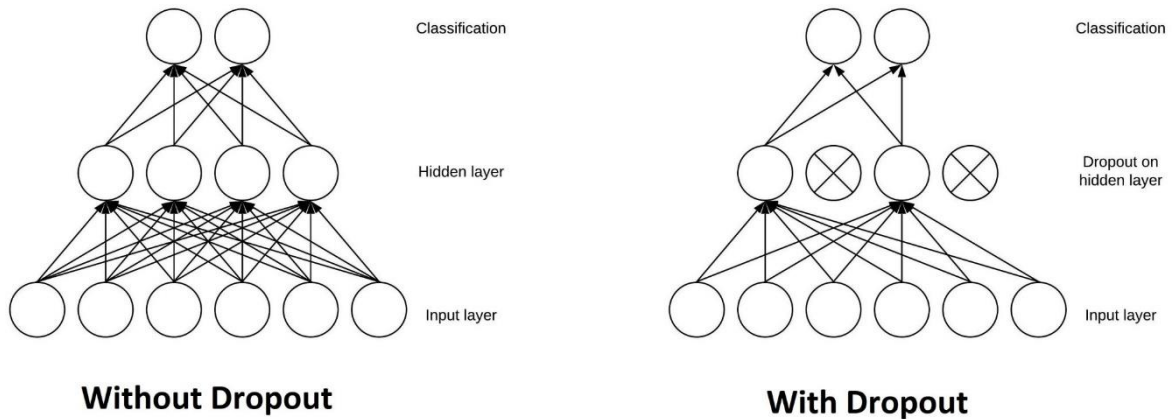 Classification
Hidden layer
Input layer
Without Dropout
Classification
Dropout on
hidden layer
Input layer
With Dropout